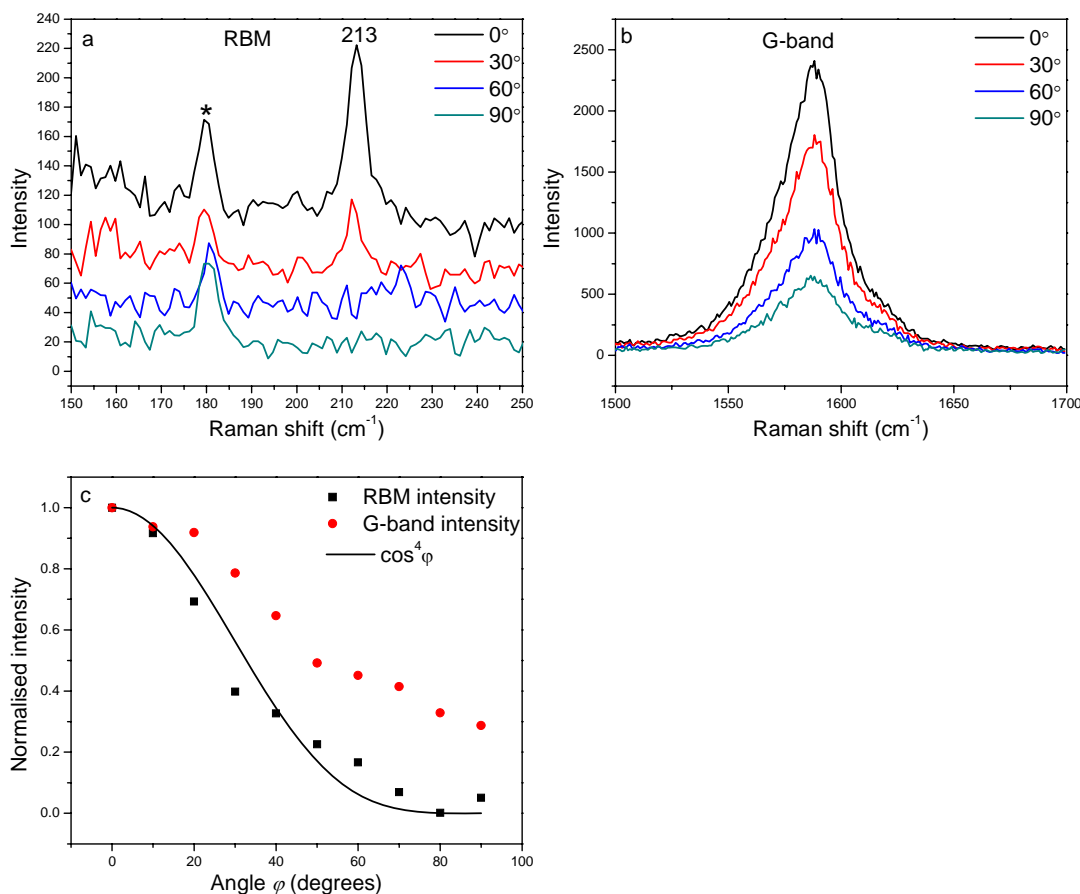 a
RBM
213
*
0°
30°
60°
90°
240
220
200
180
160
140
120
100
80
60
40
20
0
Intensity
150 160 170 180 190 200 210 220 230 240 250
Raman shift (cm⁻¹)
b
G-band
0°
30°
60°
90°
2500
2000
1500
1000
500
0
Intensity
1500 1550 1600 1650 1700
Raman shift (cm⁻¹)
c
RBM intensity
G-band intensity
cos⁴φ
1.0
0.8
0.6
0.4
0.2
0.0
Normalised intensity
0 20 40 60 80 100
Angle φ (degrees)